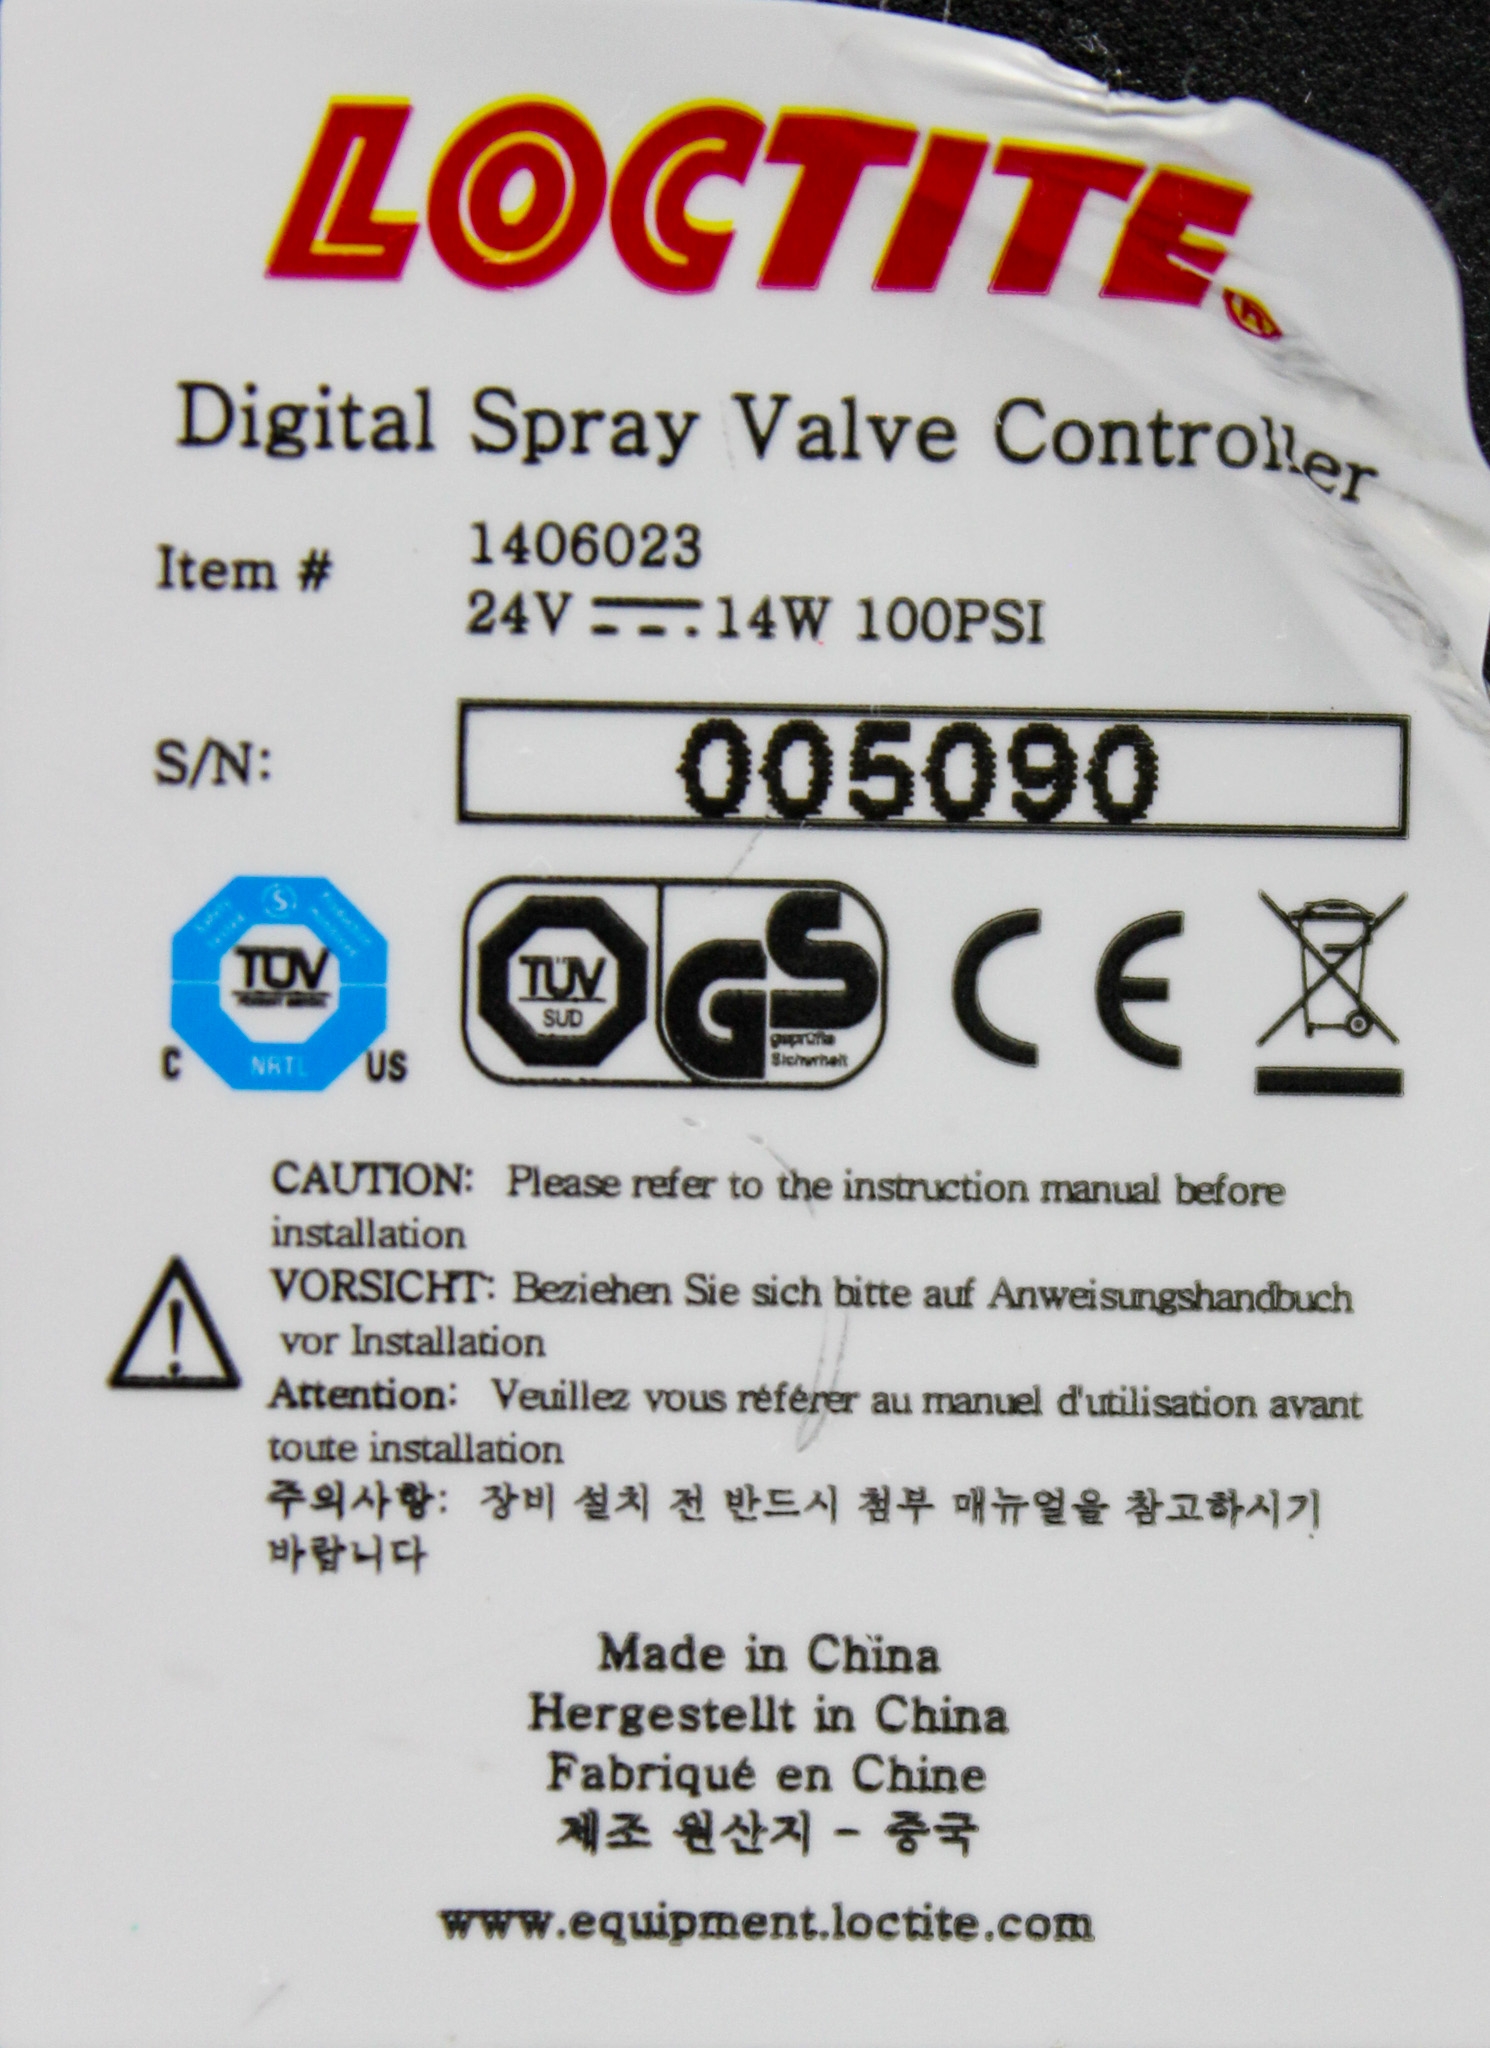 LOCTITE®
Digital Spray Valve Controller
Item # 1406023
24V 14W 100PSI
S/N: 005090
TÜV
NRTL
C US
TÜV
SUD
GS
geprüfte
Sicherheit
CE
CAUTION: Please refer to the instruction manual before
installation
VORSICHT: Beziehen Sie sich bitte auf Anweisungshandbuch
vor Installation
Attention: Veuillez vous référer au manuel d'utilisation avant
toute installation
주의사항: 장비 설치 전 반드시 첨부 매뉴얼을 참고하시기
바랍니다
Made in China
Hergestellt in China
Fabriqué en Chine
제조 원산지 - 중국
www.equipment.loctite.com